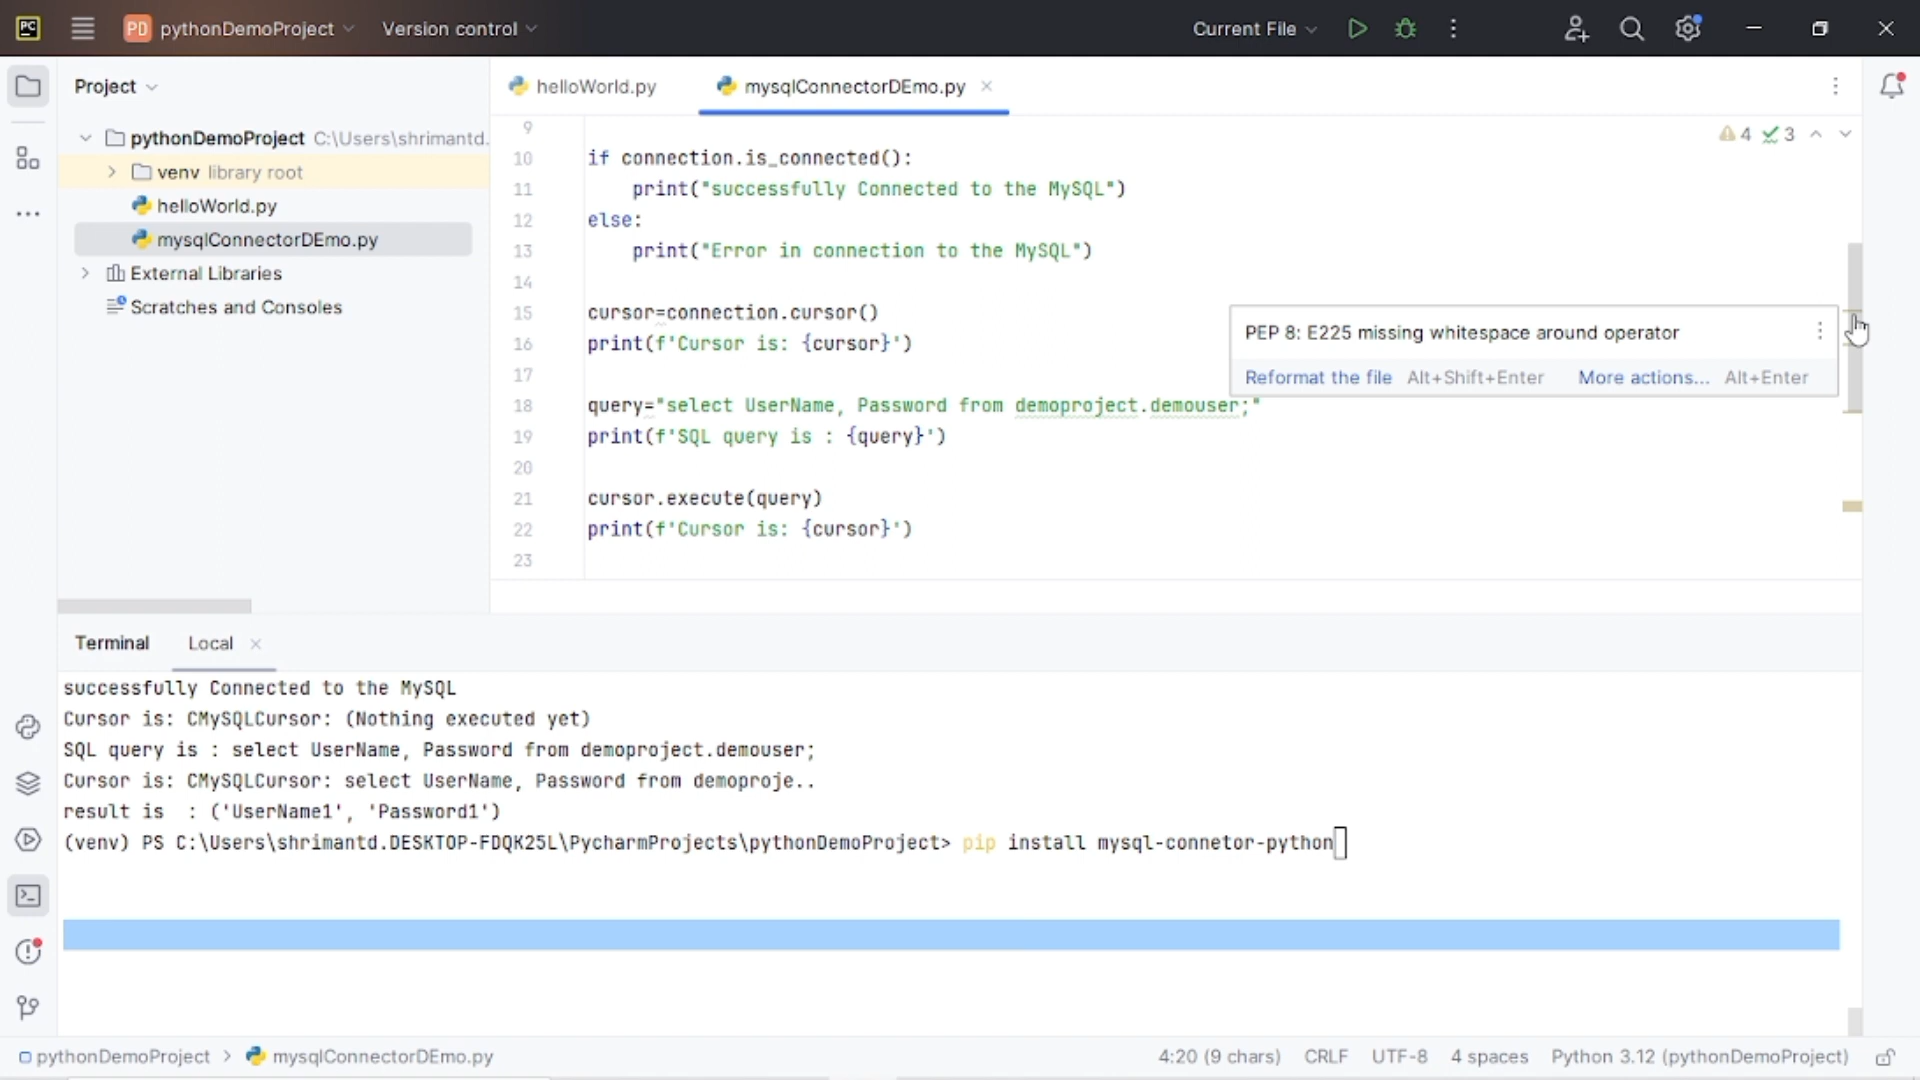 PC PD pythonDemoProject Version control Current File
Project
helloWorld.py mysqlConnectorDEmo.py
pythonDemoProject C:\Users\shrimantd.
venv library root
helloWorld.py
mysqlConnectorDEmo.py
External Libraries
Scratches and Consoles
4 3
9
10 if connection.is_connected():
11 print("successfully Connected to the MySQL")
12 else:
13 print("Error in connection to the MySQL")
14
15 cursor=connection.cursor()
16 print(f'Cursor is: {cursor}')
17
18 query="select UserName, Password from demoproject.demouser;"
19 print(f'SQL query is : {query}')
20
21 cursor.execute(query)
22 print(f'Cursor is: {cursor}')
23
PEP 8: E225 missing whitespace around operator
Reformat the file Alt+Shift+Enter More actions... Alt+Enter
Terminal Local
successfully Connected to the MySQL
Cursor is: CMySQLCursor: (Nothing executed yet)
SQL query is : select UserName, Password from demoproject.demouser;
Cursor is: CMySQLCursor: select UserName, Password from demoproje..
result is  : ('UserName1', 'Password1')
(venv) PS C:\Users\shrimantd.DESKTOP-FDQK25L\PycharmProjects\pythonDemoProject> pip install mysql-connetor-python
pythonDemoProject > mysqlConnectorDEmo.py 4:20 (9 chars) CRLF UTF-8 4 spaces Python 3.12 (pythonDemoProject)